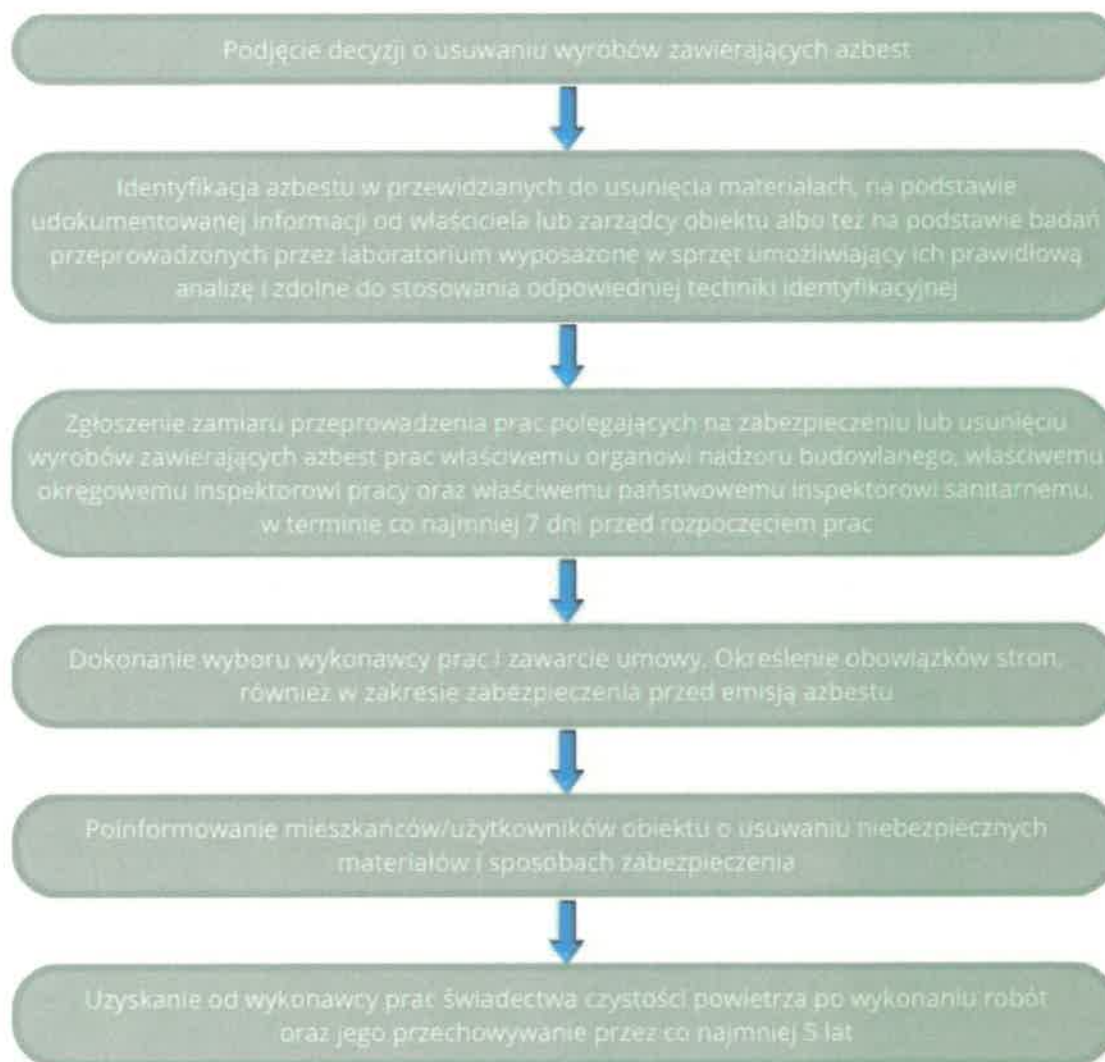 Podjęcie decyzji o usuwaniu wyrobów zawierających azbest
Identyfikacja azbestu w przewidzianych do usunięcia materiałach, na podstawie
udokumentowanej informacji od właściciela lub zarządcy obiektu albo też na podstawie badań
przeprowadzonych przez laboratorium wyposażone w sprzęt umożliwiający ich prawidłową
analizę i zdolne do stosowania odpowiedniej techniki identyfikacyjnej
Zgłoszenie zamiaru przeprowadzenia prac polegających na zabezpieczeniu lub usunięciu
wyrobów zawierających azbest prac właściwemu organowi nadzoru budowlanego, właściwemu
okręgowemu inspektorowi pracy oraz właściwemu państwowemu inspektorowi sanitarnemu,
w terminie co najmniej 7 dni przed rozpoczęciem prac
Dokonanie wyboru wykonawcy prac i zawarcie umowy. Określenie obowiązków stron,
również w zakresie zabezpieczenia przed emisją azbestu
Poinformowanie mieszkańców/użytkowników obiektu o usuwaniu niebezpiecznych
materiałów i sposobach zabezpieczenia
Uzyskanie od wykonawcy prac świadectwa czystości powietrza po wykonaniu robót
oraz jego przechowywanie przez co najmniej 5 lat